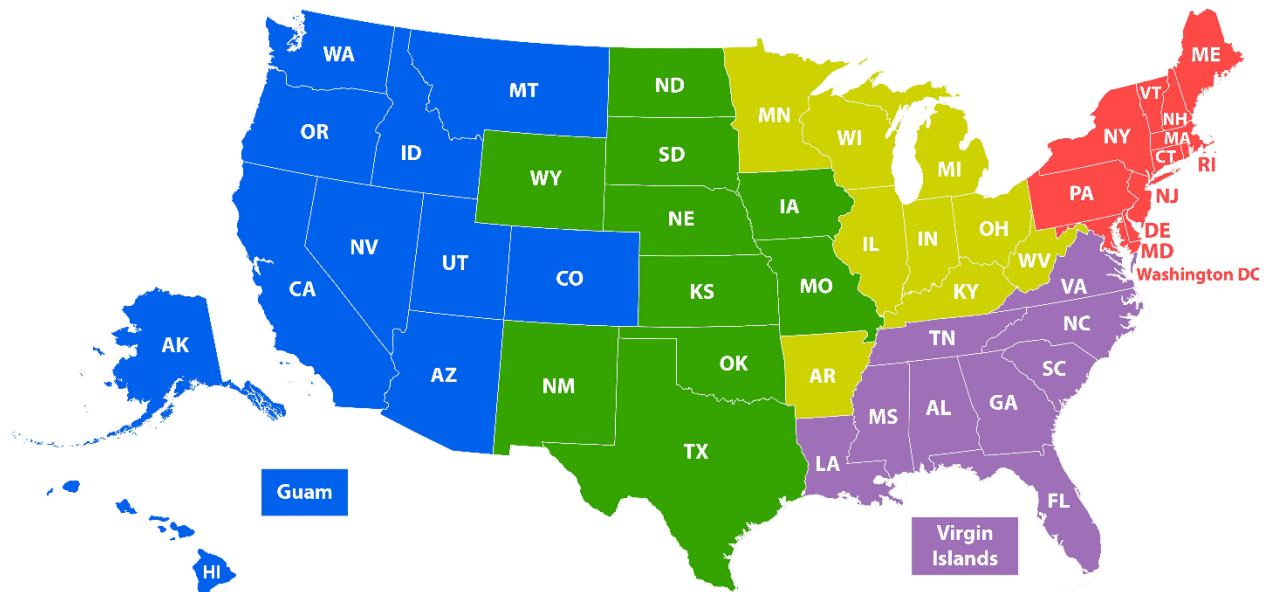 WA
MT
ND
MN
ME
VT
NH
OR
ID
SD
WI
NY
MA
MI
CT
RI
WY
PA
NJ
IA
NE
NV
UT
IL
IN
OH
DE
MD
WV
Washington DC
CA
CO
KS
MO
KY
VA
NC
TN
AK
AZ
NM
OK
AR
SC
MS
AL
GA
TX
LA
Guam
FL
Virgin
Islands
HI